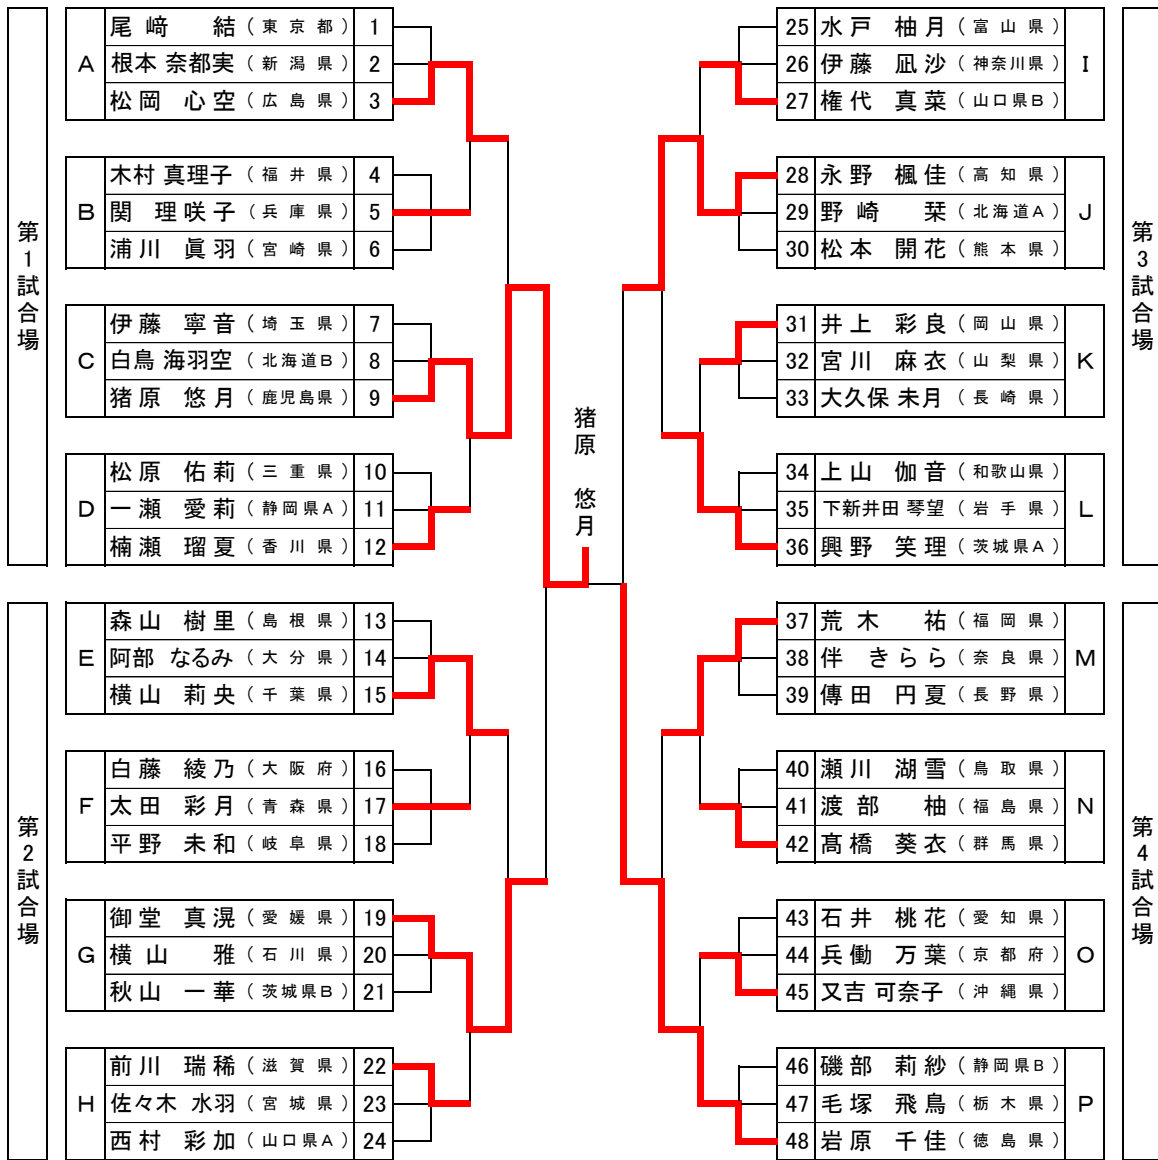 第1試合場
A
尾﨑 結 (東京都) 1
根本 奈都実 (新潟県) 2
松岡 心空 (広島県) 3
B
木村 真理子 (福井県) 4
関 理咲子 (兵庫県) 5
浦川 眞羽 (宮崎県) 6
C
伊藤 寧音 (埼玉県) 7
白鳥 海羽空 (北海道B) 8
猪原 悠月 (鹿児島県) 9
D
松原 佑莉 (三重県) 10
一瀬 愛莉 (静岡県A) 11
楠瀬 瑠夏 (香川県) 12
第2試合場
E
森山 樹里 (島根県) 13
阿部 なるみ (大分県) 14
横山 莉央 (千葉県) 15
F
白藤 綾乃 (大阪府) 16
太田 彩月 (青森県) 17
平野 未和 (岐阜県) 18
G
御堂 真滉 (愛媛県) 19
横山 雅 (石川県) 20
秋山 一華 (茨城県B) 21
H
前川 瑞稀 (滋賀県) 22
佐々木 水羽 (宮城県) 23
西村 彩加 (山口県A) 24
猪原 悠月
第3試合場
I
25 水戸 柚月 (富山県)
26 伊藤 凪沙 (神奈川県)
27 権代 真菜 (山口県B)
J
28 永野 楓佳 (高知県)
29 野崎 栞 (北海道A)
30 松本 開花 (熊本県)
K
31 井上 彩良 (岡山県)
32 宮川 麻衣 (山梨県)
33 大久保 未月 (長崎県)
L
34 上山 伽音 (和歌山県)
35 下新井田 琴望 (岩手県)
36 興野 笑理 (茨城県A)
第4試合場
M
37 荒木 祐 (福岡県)
38 伴 きらら (奈良県)
39 傳田 円夏 (長野県)
N
40 瀬川 湖雪 (鳥取県)
41 渡部 柚 (福島県)
42 髙橋 葵衣 (群馬県)
O
43 石井 桃花 (愛知県)
44 兵働 万葉 (京都府)
45 又吉 可奈子 (沖縄県)
P
46 磯部 莉紗 (静岡県B)
47 毛塚 飛鳥 (栃木県)
48 岩原 千佳 (徳島県)